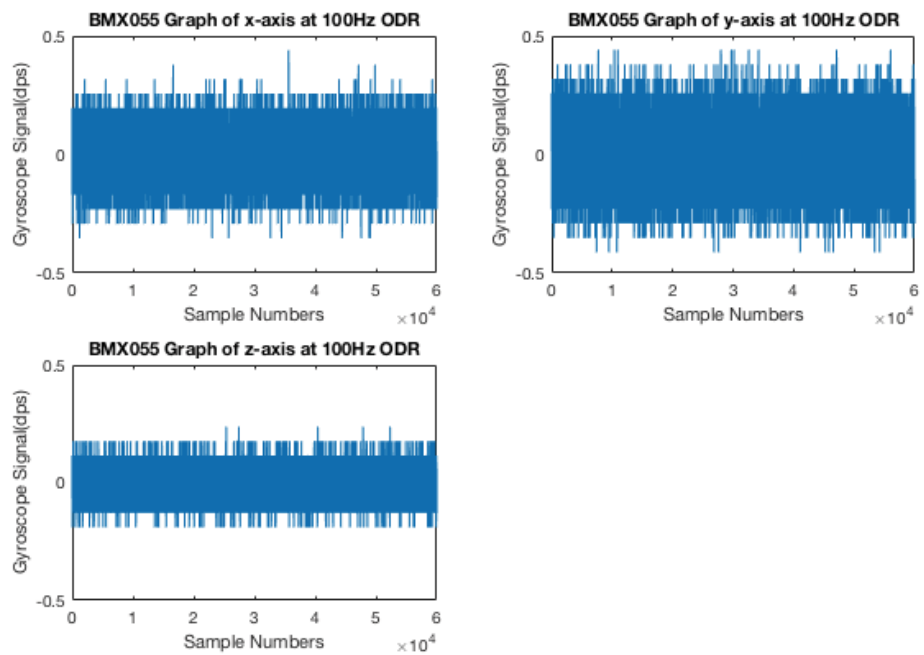 BMX055 Graph of x-axis at 100Hz ODR
0.5
0
-0.5
Gyroscope Signal(dps)
0 1 2 3 4 5 6
×10^4
Sample Numbers
BMX055 Graph of y-axis at 100Hz ODR
0.5
0
-0.5
Gyroscope Signal(dps)
0 1 2 3 4 5 6
×10^4
Sample Numbers
BMX055 Graph of z-axis at 100Hz ODR
0.5
0
-0.5
Gyroscope Signal(dps)
0 1 2 3 4 5 6
×10^4
Sample Numbers